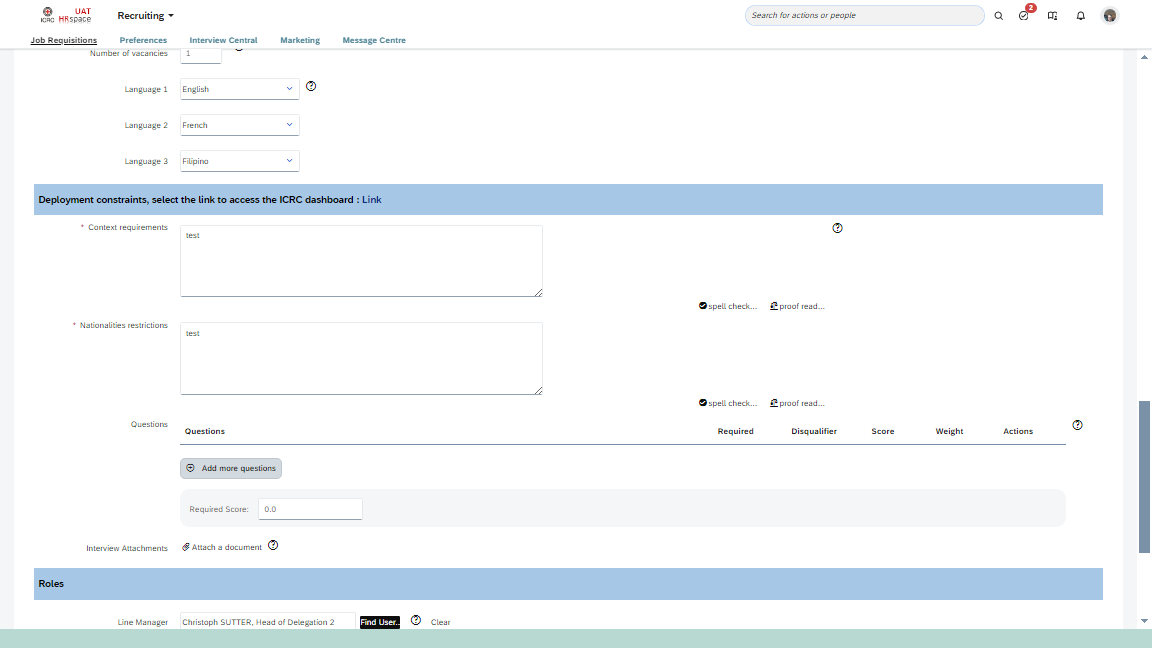 ICRC UAT HRspace
Recruiting
Search for actions or people
2
Job Requisitions Preferences Interview Central Marketing Message Centre
Number of vacancies 1
Language 1 English
Language 2 French
Language 3 Filipino
Deployment constraints, select the link to access the ICRC dashboard : Link
* Context requirements test
spell check... proof read...
* Nationalities restrictions test
spell check... proof read...
Questions
Questions Required Disqualifier Score Weight Actions
Add more questions
Required Score: 0.0
Interview Attachments Attach a document
Roles
Line Manager Christoph SUTTER, Head of Delegation 2 Find User.. Clear